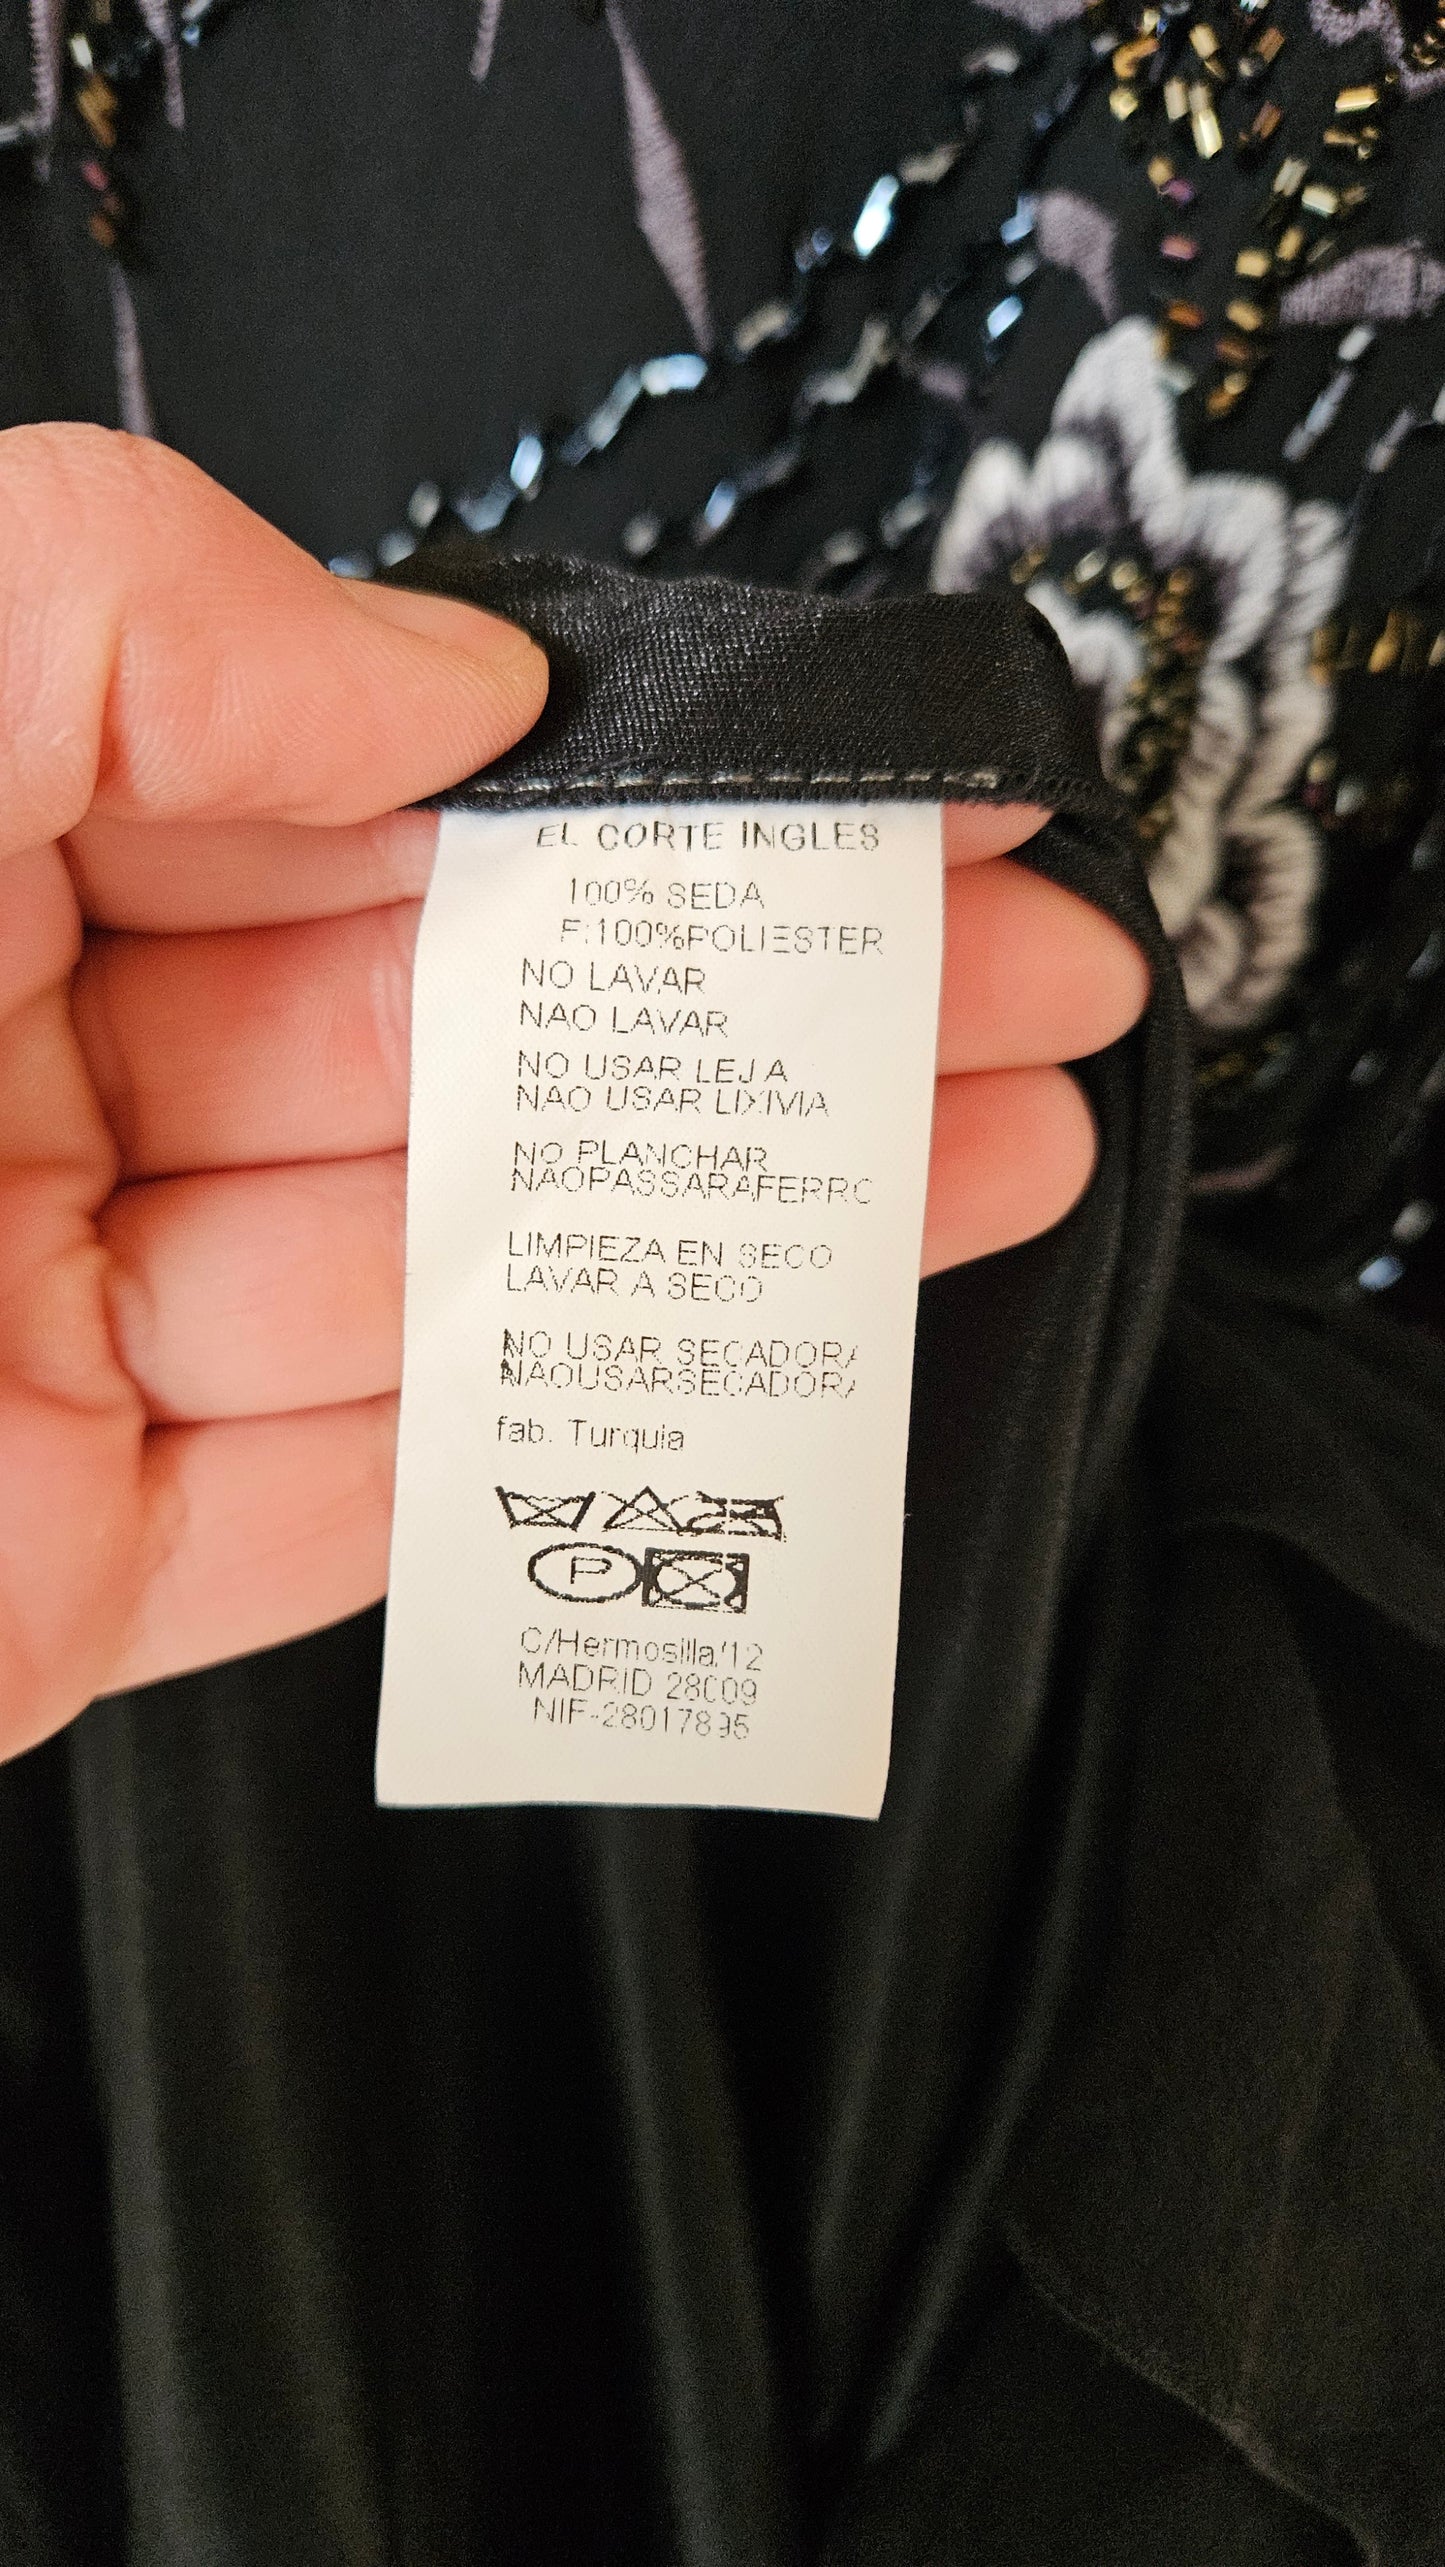 EL CORTE INGLES
100% SEDA
F:100%POLIESTER
NO LAVAR
NAO LAVAR
NO USAR LEJA
NAO USAR LIXIVIA
NO PLANCHAR
NAOPASSARAFERRO
LIMPIEZA EN SECO
LAVAR A SECO
NO USAR SECADORA
NAOUSARSECADORA
fab. Turquia
P
C/Hermosilla/12
MADRID 28009
NIF-28017895